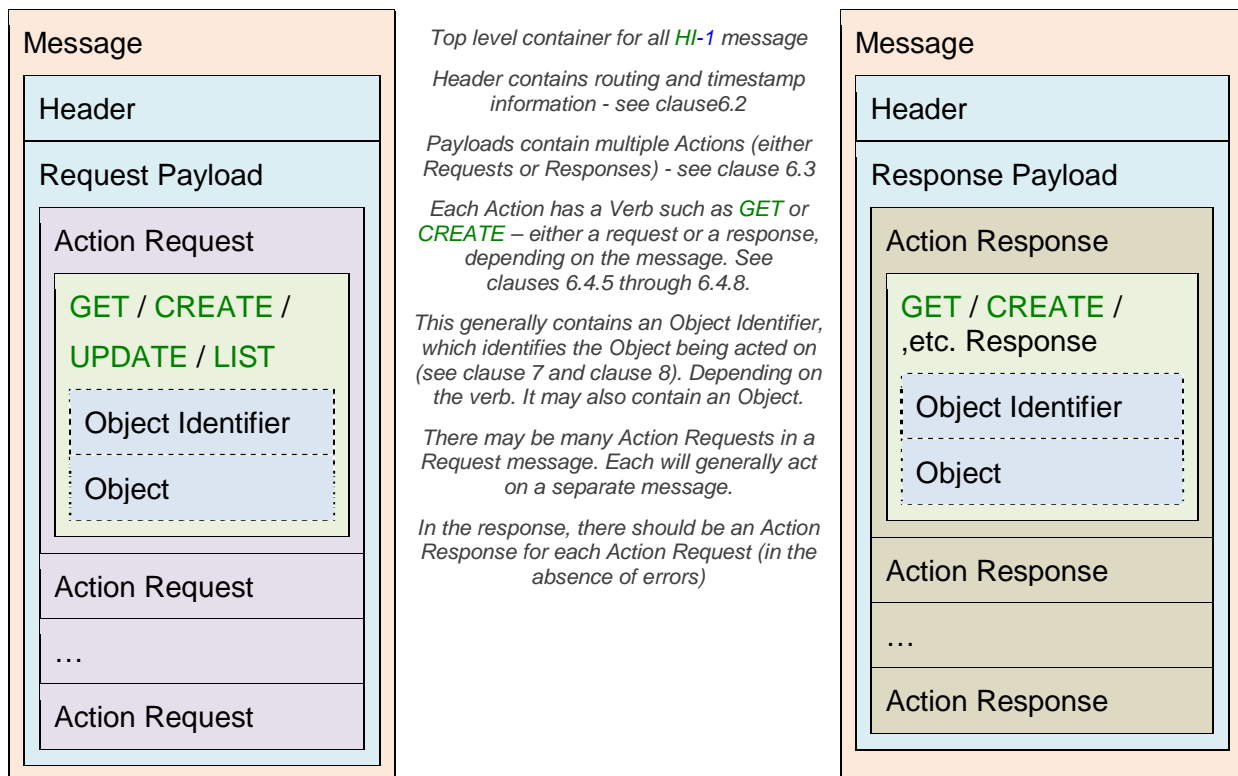 Message
Header
Request Payload
Action Request
GET / CREATE /
UPDATE / LIST
Object Identifier
Object
Action Request
…
Action Request
Top level container for all HI-1 message
Header contains routing and timestamp
information - see clause6.2
Payloads contain multiple Actions (either
Requests or Responses) - see clause 6.3
Each Action has a Verb such as GET or
CREATE – either a request or a response,
depending on the message. See
clauses 6.4.5 through 6.4.8.
This generally contains an Object Identifier,
which identifies the Object being acted on
(see clause 7 and clause 8). Depending on
the verb. It may also contain an Object.
There may be many Action Requests in a
Request message. Each will generally act
on a separate message.
In the response, there should be an Action
Response for each Action Request (in the
absence of errors)
Message
Header
Response Payload
Action Response
GET / CREATE /
,etc. Response
Object Identifier
Object
Action Response
…
Action Response